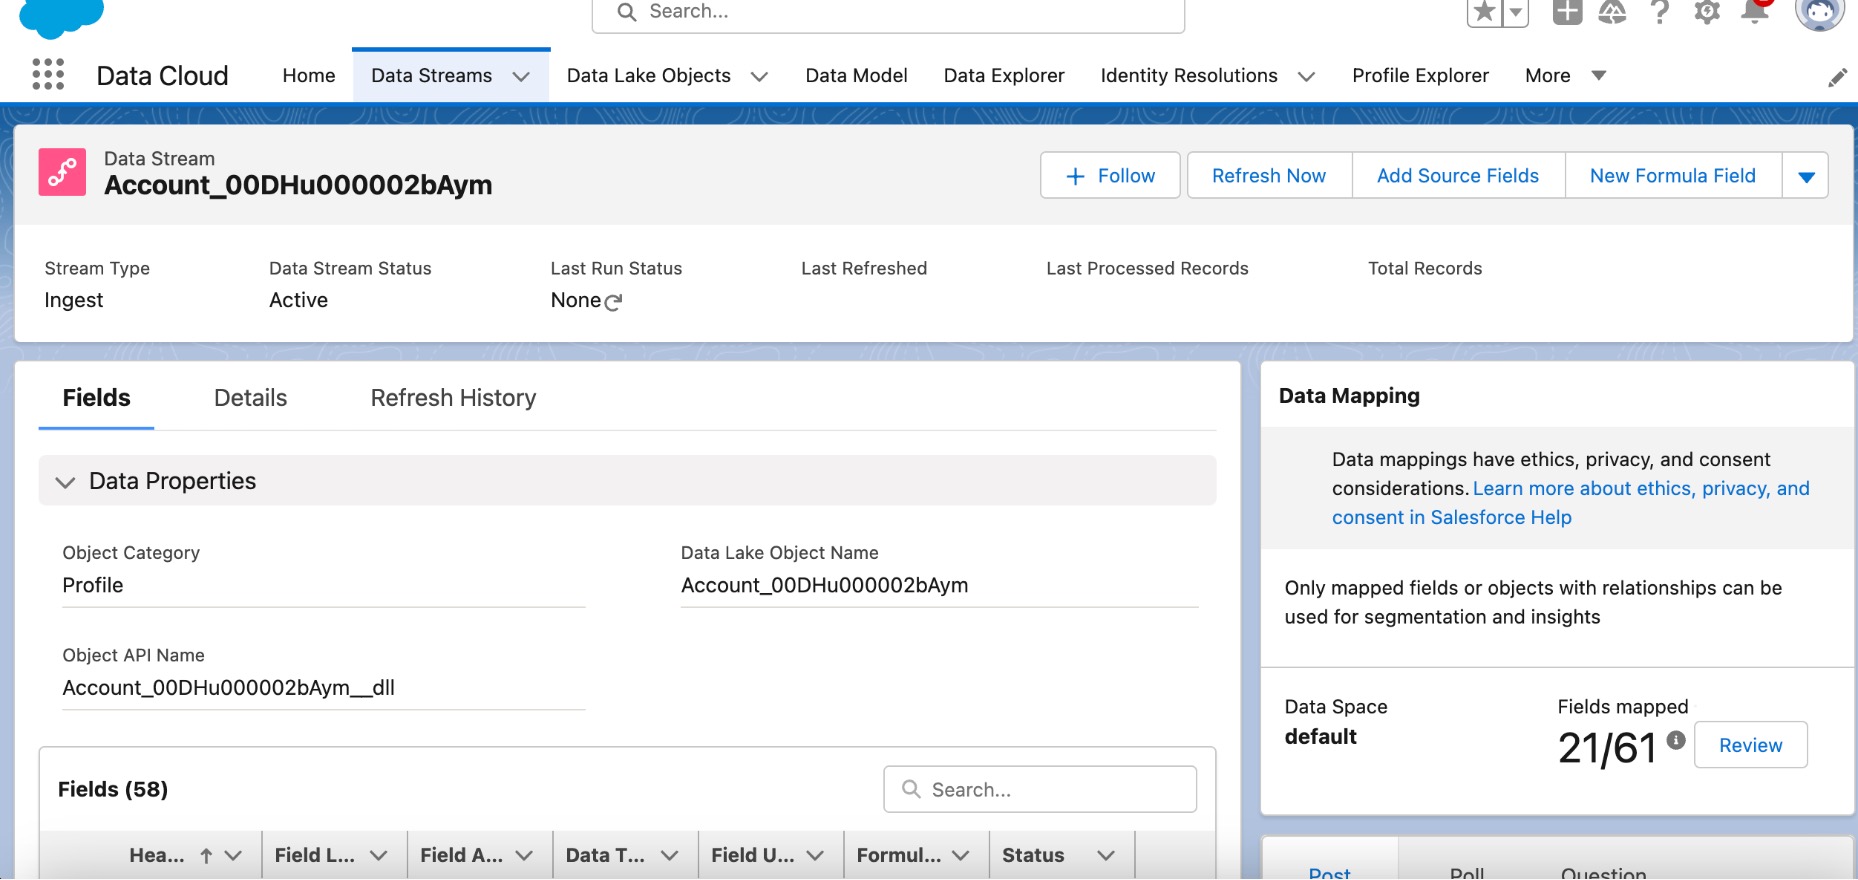 Search...
Data Cloud
Home
Data Streams
Data Lake Objects
Data Model
Data Explorer
Identity Resolutions
Profile Explorer
More
Data Stream
Account_00DHu000002bAym
Follow
Refresh Now
Add Source Fields
New Formula Field
Stream Type
Ingest
Data Stream Status
Active
Last Run Status
None
Last Refreshed
Last Processed Records
Total Records
Fields
Details
Refresh History
Data Properties
Object Category
Profile
Data Lake Object Name
Account_00DHu000002bAym
Object API Name
Account_00DHu000002bAym__dll
Fields (58)
Search...
Hea...
Field L...
Field A...
Data T...
Field U...
Formul...
Status
Data Mapping
Data mappings have ethics, privacy, and consent
considerations. Learn more about ethics, privacy, and
consent in Salesforce Help
Only mapped fields or objects with relationships can be
used for segmentation and insights
Data Space
default
Fields mapped
21/61
Review
Post
Poll
Question